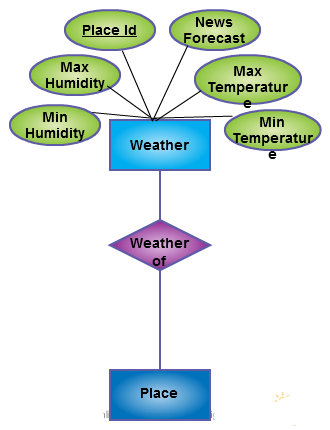 Place Id
News
Forecast
Max
Humidity
Max
Temperatur
e
Min
Humidity
Min
Temperatur
e
Weather
Weather
of
Place